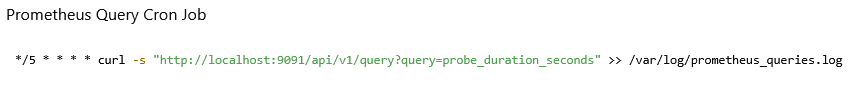 Prometheus Query Cron Job
*/5 * * * * curl -s "http://localhost:9091/api/v1/query?query=probe_duration_seconds" >> /var/log/prometheus_queries.log